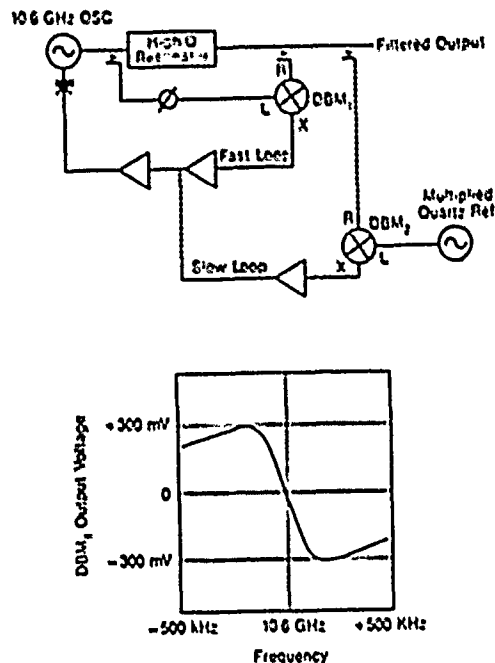 10.6 GHz OSC
High Q
Resonator
Filtered Output
R
L
DBM1
X
Fast Loop
Multiplied
Quartz Ref
R
DBM2
L
X
Slow Loop
+300 mV
0
-300 mV
DBM1 Output Voltage
-500 kHz
10.6 GHz
+500 KHz
Frequency